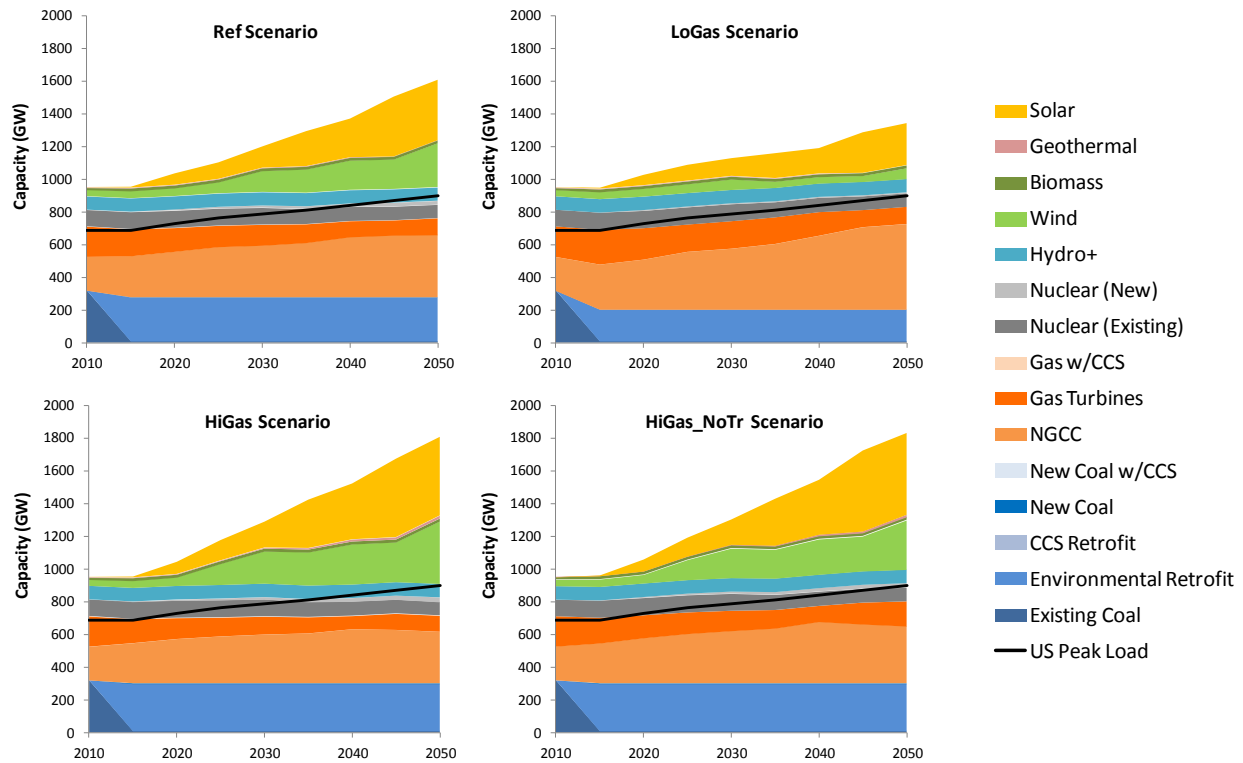 Ref Scenario
Capacity (GW)
2000
1800
1600
1400
1200
1000
800
600
400
200
0
2010
2020
2030
2040
2050
LoGas Scenario
Capacity (GW)
2000
1800
1600
1400
1200
1000
800
600
400
200
0
2010
2020
2030
2040
2050
HiGas Scenario
Capacity (GW)
2000
1800
1600
1400
1200
1000
800
600
400
200
0
2010
2020
2030
2040
2050
HiGas_NoTr Scenario
Capacity (GW)
2000
1800
1600
1400
1200
1000
800
600
400
200
0
2010
2020
2030
2040
2050
Solar
Geothermal
Biomass
Wind
Hydro+
Nuclear (New)
Nuclear (Existing)
Gas w/CCS
Gas Turbines
NGCC
New Coal w/CCS
New Coal
CCS Retrofit
Environmental Retrofit
Existing Coal
US Peak Load